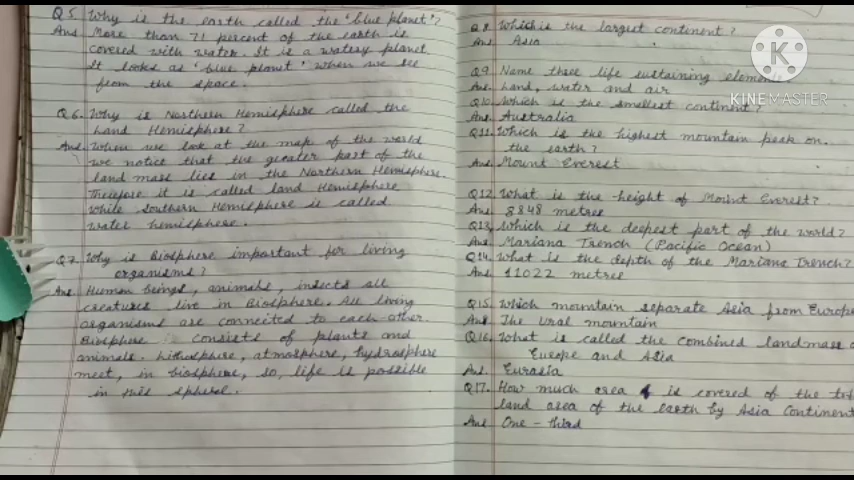 Q5 Why is the earth called the 'blue planet'?
Ans More than 71 percent of the earth is
covered with water. It is a watery planet
It looks as 'blue planet' when we see
from the space.
Q6. Why is Northern Hemisphere called the
land Hemisphere?
Ans. When we look at the map of the world
we notice that the greater part of the
land mass lies in the Northern Hemisphere.
Therefore it is called land Hemisphere
while Southern Hemisphere is called
water hemisphere.
Q7. Why is Biosphere important for living
organisms?
Ans Human beings, animals, insects all
creatures live in Biosphere. All living
organisms are connected to each other.
Biosphere consists of plants and
animals. lithosphere, atmosphere, hydrosphere
meet, in biosphere, so, life is possible
in this sphere.
Q8 Which is the largest continent?
Ans Asia
Q9 Name three life sustaining
Ans. Land, water and air
Q10. Which is the smallest continent?
Ans Australia
Q11. Which is the highest mountain peak on.
the earth?
Ans Mount Everest
Q12. What is the height of Mount Everest?
Ans 8848 metres
Q13. Which is the deepest part of the world?
Ans Mariana Trench (Pacific Ocean)
Q14. What is the depth of the Mariana Trench?
Ans 11022 metres
Q15. Which mountain separate Asia from Europe
Ans The Ural mountain
Q16. What is called the combined landmass
Europe and Asia
Ans. Eurasia
Q17. How much area is covered of the
land area of the earth by Asia Continent
Ans One-third
KINEMASTER